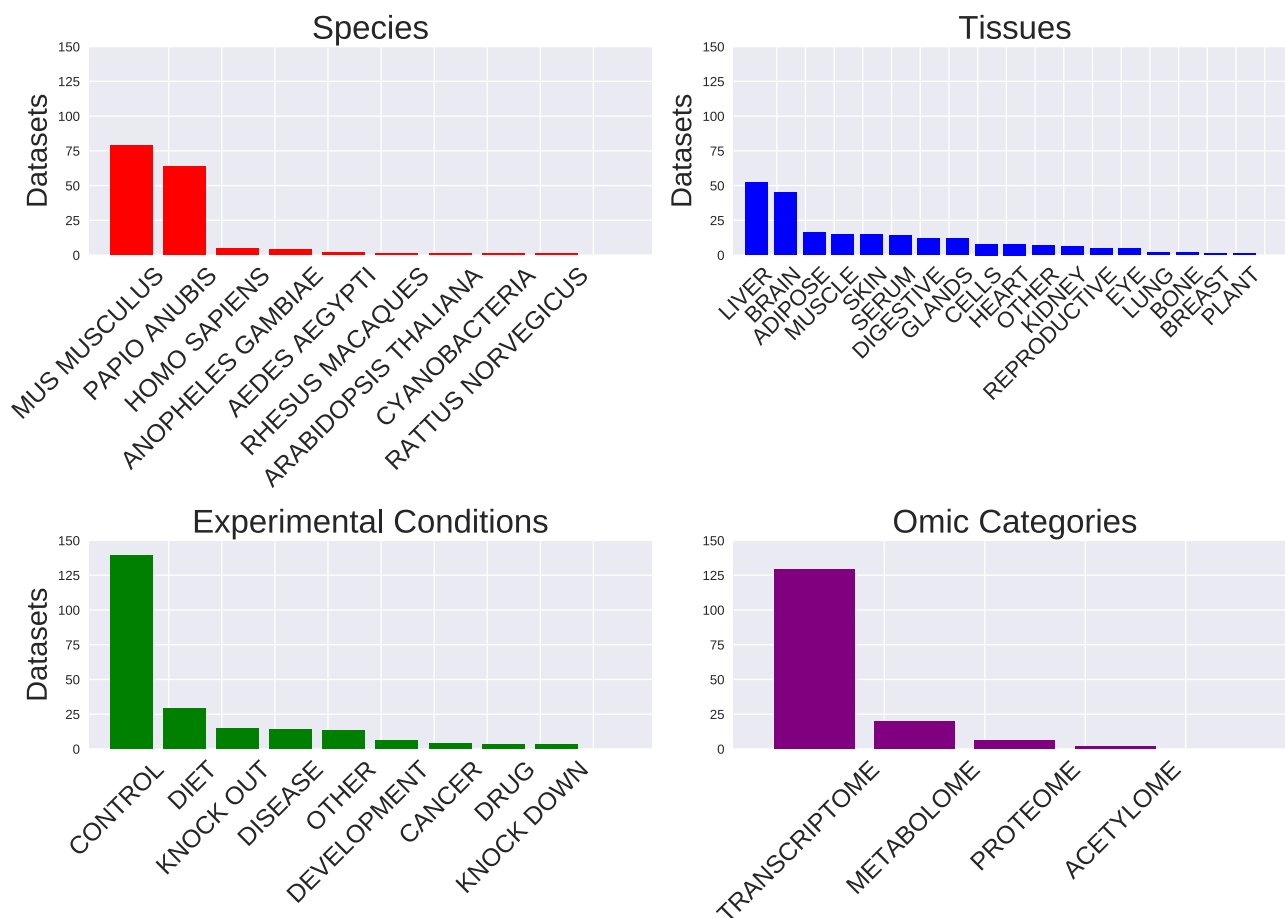 Species
150
125
100
75
50
25
0
Datasets
MUS MUSCULUS
PAPIO ANUBIS
HOMO SAPIENS
ANOPHELES GAMBIAE
AEDES AEGYPTI
RHESUS MACAQUES
ARABIDOPSIS THALIANA
CYANOBACTERIA
RATTUS NORVEGICUS
Tissues
150
125
100
75
50
25
0
Datasets
LIVER
BRAIN
ADIPOSE
MUSCLE
SKIN
SERUM
DIGESTIVE
GLANDS
CELLS
HEART
OTHER
KIDNEY
REPRODUCTIVE
EYE
LUNG
BONE
BREAST
PLANT
Experimental Conditions
150
125
100
75
50
25
0
Datasets
CONTROL
DIET
KNOCK OUT
DISEASE
OTHER
DEVELOPMENT
CANCER
DRUG
KNOCK DOWN
Omic Categories
150
125
100
75
50
25
0
TRANSCRIPTOME
METABOLOME
PROTEOME
ACETYLOME